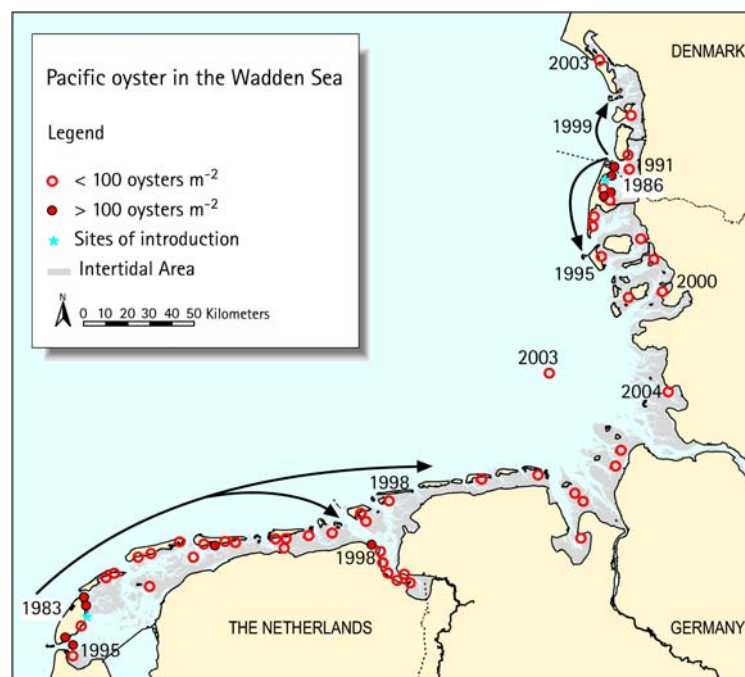 Pacific oyster in the Wadden Sea
Legend
< 100 oysters m-2
> 100 oysters m-2
Sites of introduction
Intertidal Area
N
0 10 20 30 40 50 Kilometers
DENMARK
2003
1999
1991
1986
1995
2000
2003
2004
1998
1998
1983
1995
THE NETHERLANDS
GERMANY